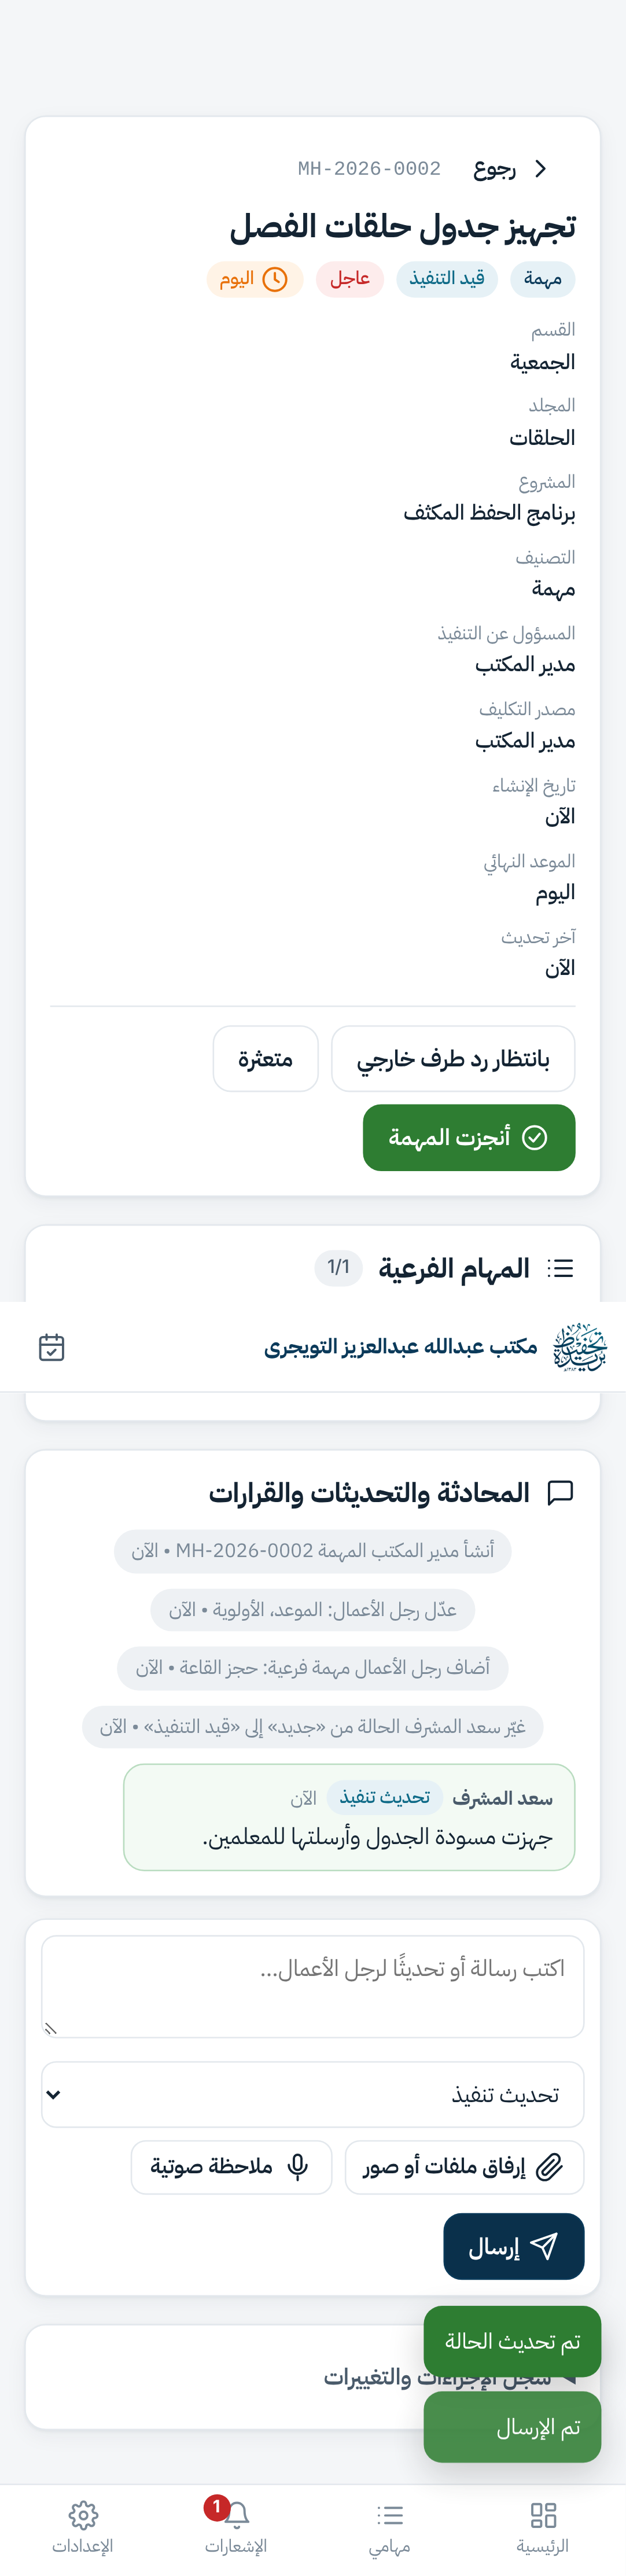 رجوع MH-2026-0002
تجهيز جدول حلقات الفصل
مهمة قيد التنفيذ عاجل اليوم
القسم
الجمعية
المجلد
الحلقات
المشروع
برنامج الحفظ المكثف
التصنيف
مهمة
المسؤول عن التنفيذ
مدير المكتب
مصدر التكليف
مدير المكتب
تاريخ الإنشاء
الآن
الموعد النهائي
اليوم
آخر تحديث
الآن
بانتظار رد طرف خارجي متعثرة
أنجزت المهمة
المهام الفرعية 1/1
مكتب عبدالله عبدالعزيز التويجرى
المحادثة والتحديثات والقرارات
أنشأ مدير المكتب المهمة MH-2026-0002 • الآن
عدّل رجل الأعمال: الموعد، الأولوية • الآن
أضاف رجل الأعمال مهمة فرعية: حجز القاعة • الآن
غيّر سعد المشرف الحالة من «جديد» إلى «قيد التنفيذ» • الآن
سعد المشرف تحديث تنفيذ الآن
جهزت مسودة الجدول وأرسلتها للمعلمين.
اكتب رسالة أو تحديثًا لرجل الأعمال...
تحديث تنفيذ
إرفاق ملفات أو صور ملاحظة صوتية
إرسال
تم تحديث الحالة
سجل الإجراءات والتغييرات
تم الإرسال
الرئيسية مهامي الإشعارات 1 الإعدادات